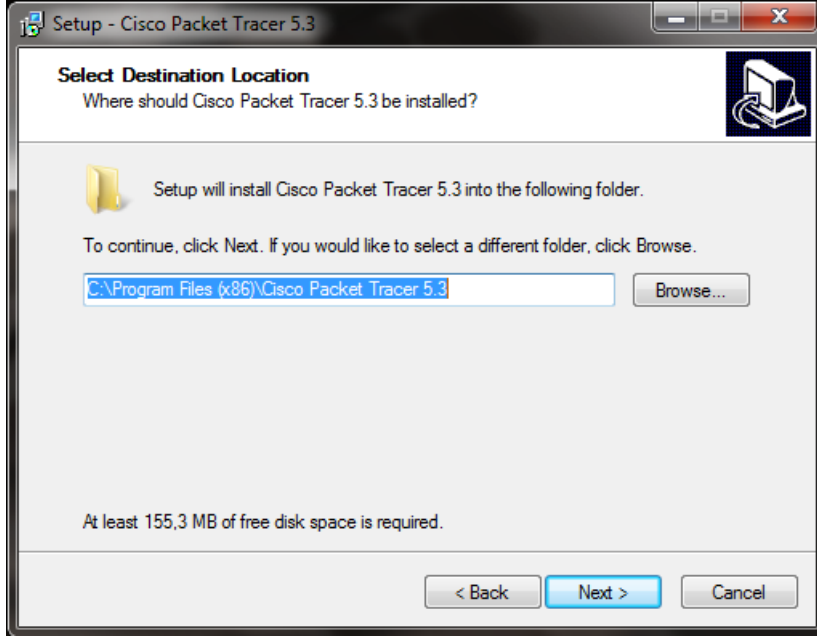 Setup - Cisco Packet Tracer 5.3
Select Destination Location
Where should Cisco Packet Tracer 5.3 be installed?
Setup will install Cisco Packet Tracer 5.3 into the following folder.
To continue, click Next. If you would like to select a different folder, click Browse.
C:\Program Files (x86)\Cisco Packet Tracer 5.3
Browse...
At least 155,3 MB of free disk space is required.
< Back
Next >
Cancel